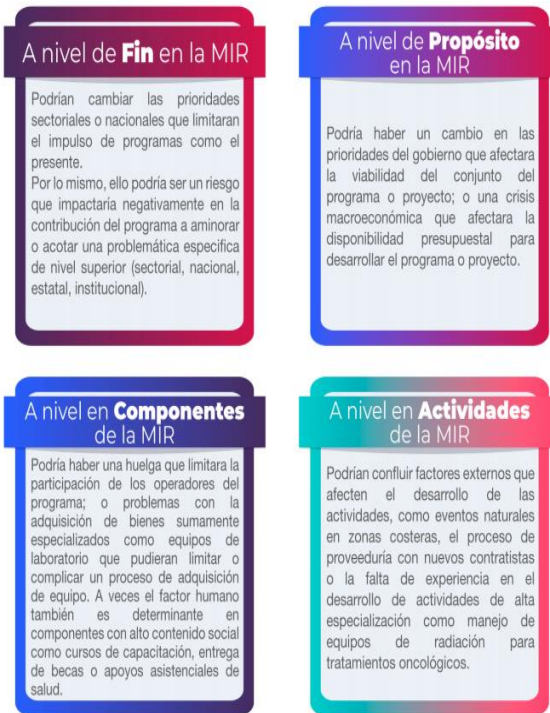 A nivel de Fin en la MIR
Podrían cambiar las prioridades
sectoriales o nacionales que limitaran
el impulso de programas como el
presente.
Por lo mismo, ello podría ser un riesgo
que impactaría negativamente en la
contribución del programa a aminorar
o acotar una problemática especifica
de nivel superior (sectorial, nacional,
estatal, institucional).
A nivel de Propósito
en la MIR
Podría haber un cambio en las
prioridades del gobierno que afectara
la viabilidad del conjunto del
programa o proyecto; o una crisis
macroeconómica que afectara la
disponibilidad presupuestal para
desarrollar el programa o proyecto.
A nivel en Componentes
de la MIR
Podría haber una huelga que limitara la
participación de los operadores del
programa; o problemas con la
adquisición de bienes sumamente
especializados como equipos de
laboratorio que pudieran limitar o
complicar un proceso de adquisición
de equipo. A veces el factor humano
también es determinante en
componentes con alto contenido social
como cursos de capacitación, entrega
de becas o apoyos asistenciales de
salud.
A nivel en Actividades
de la MIR
Podrían confluir factores externos que
afecten el desarrollo de las
actividades, como eventos naturales
en zonas costeras, el proceso de
proveeduría con nuevos contratistas
o la falta de experiencia en el
desarrollo de actividades de alta
especialización como manejo de
equipos de radiación para
tratamientos oncológicos.